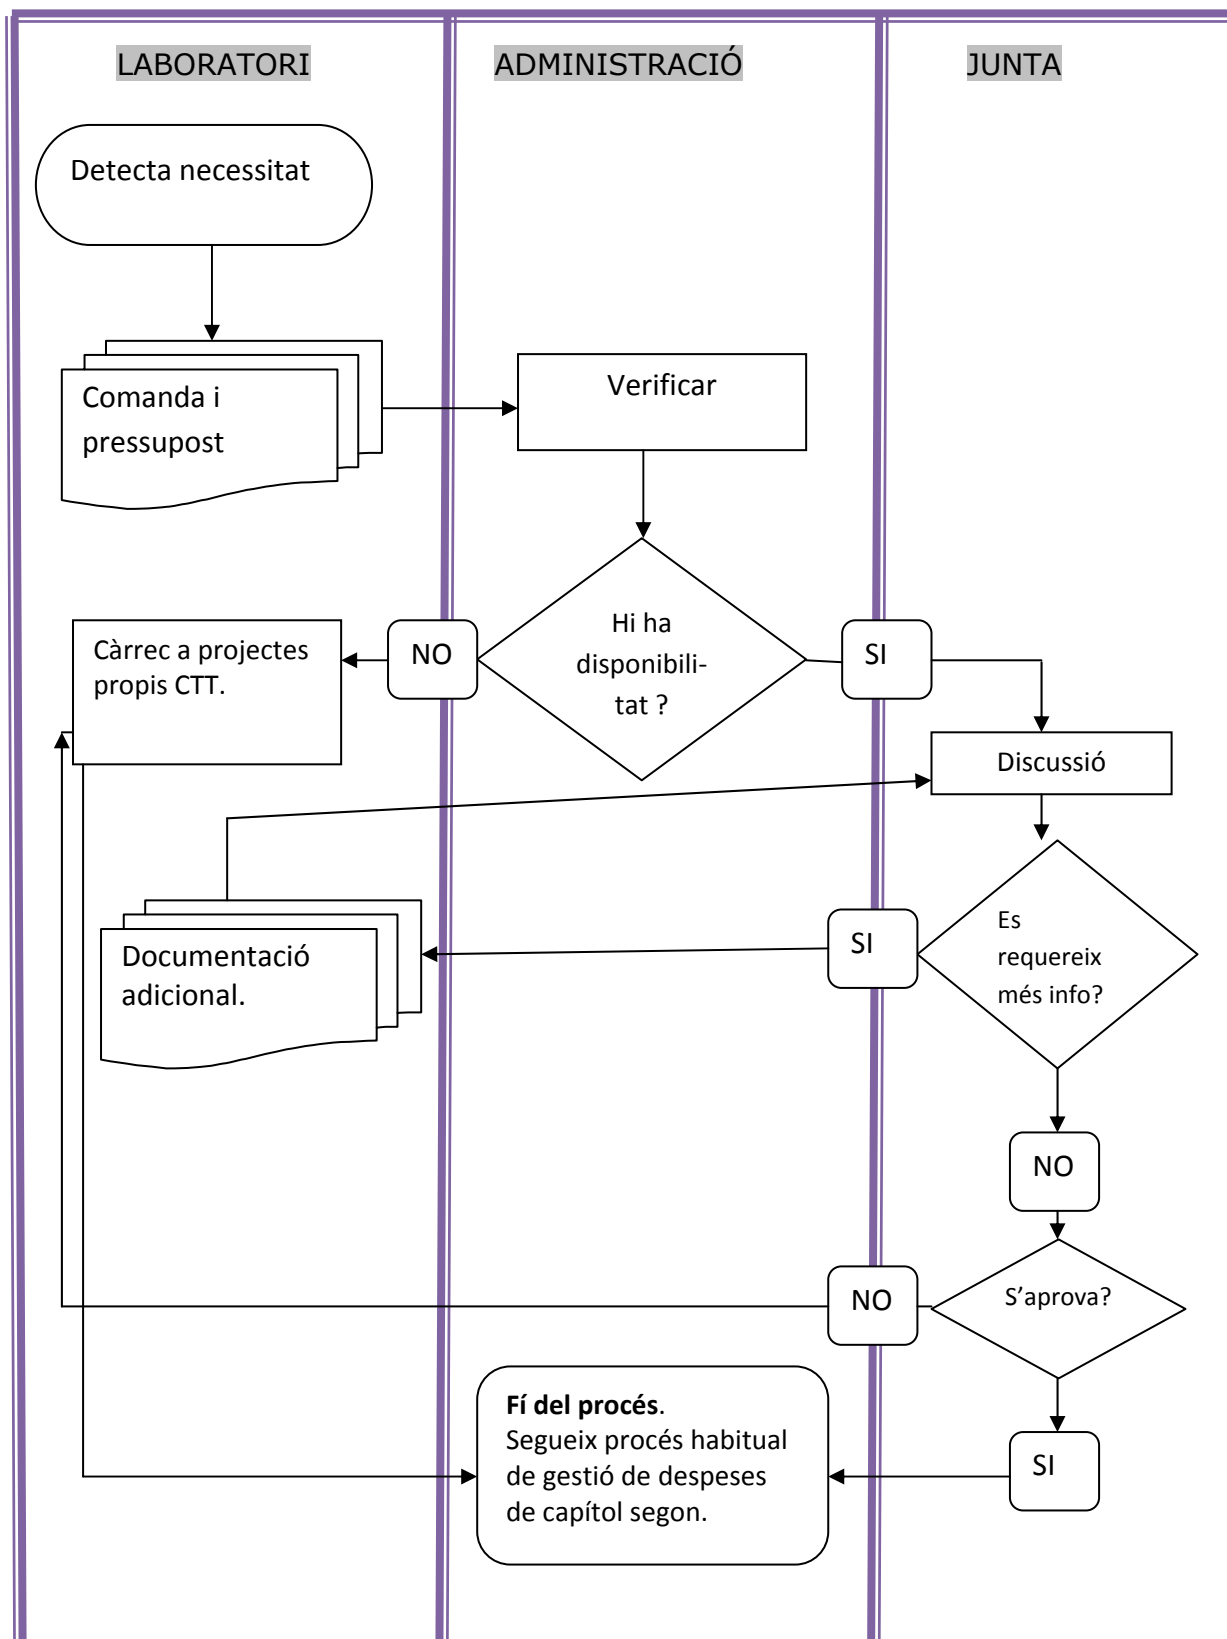 LABORATORI
ADMINISTRACIÓ
JUNTA
Detecta necessitat
Comanda i
pressupost
Verificar
Hi ha
disponibili-
tat ?
NO
SI
Càrrec a projectes
propis CTT.
Discussió
Es
requereix
més info?
SI
Documentació
adicional.
NO
S’aprova?
NO
SI
Fí del procés.
Segueix procés habitual
de gestió de despeses
de capítol segon.